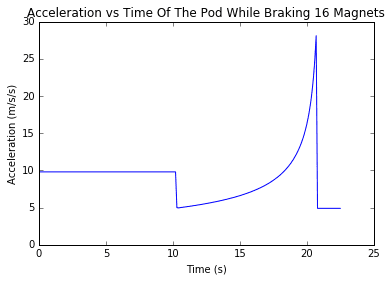 Acceleration vs Time Of The Pod While Braking 16 Magnets
30
25
20
15
10
5
0
Acceleration (m/s/s)
0 5 10 15 20 25
Time (s)